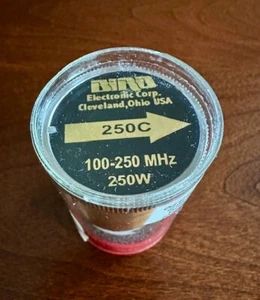 Bird
Electronic Corp.
Cleveland,Ohio USA
250C
100-250 MHz
250W